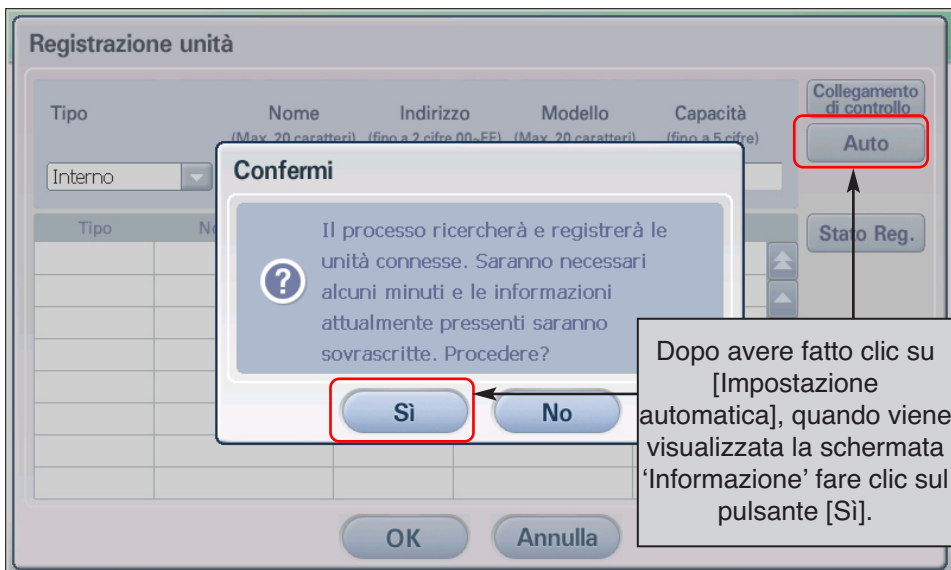 Registrazione unità
Tipo Nome Indirizzo Modello Capacità
(Max. 20 caratteri) (fino a 2 cifre 00~FF) (Max. 20 caratteri) (fino a 5 cifre)
Collegamento
di controllo
Auto
Interno
Tipo
Stato Reg.
Confermi
Il processo ricercherà e registrerà le
unità connesse. Saranno necessari
alcuni minuti e le informazioni
attualmente pressenti saranno
sovrascritte. Procedere?
Sì No
Dopo avere fatto clic su
[Impostazione
automatica], quando viene
visualizzata la schermata
‘Informazione’ fare clic sul
pulsante [Sì].
OK Annulla